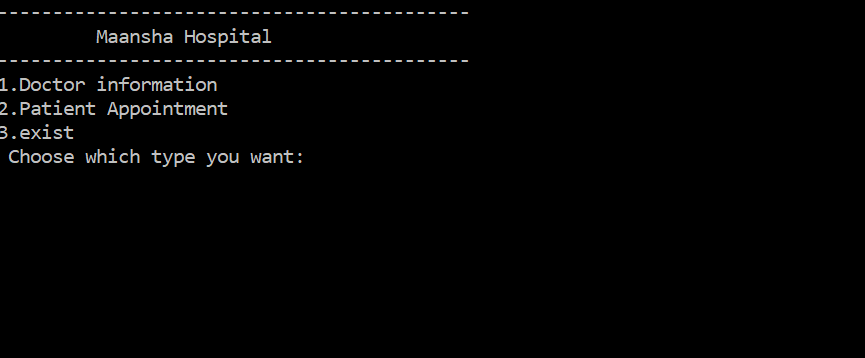 -------------------------------------------
Maansha Hospital
-------------------------------------------
1.Doctor information
2.Patient Appointment
3.exist
Choose which type you want: